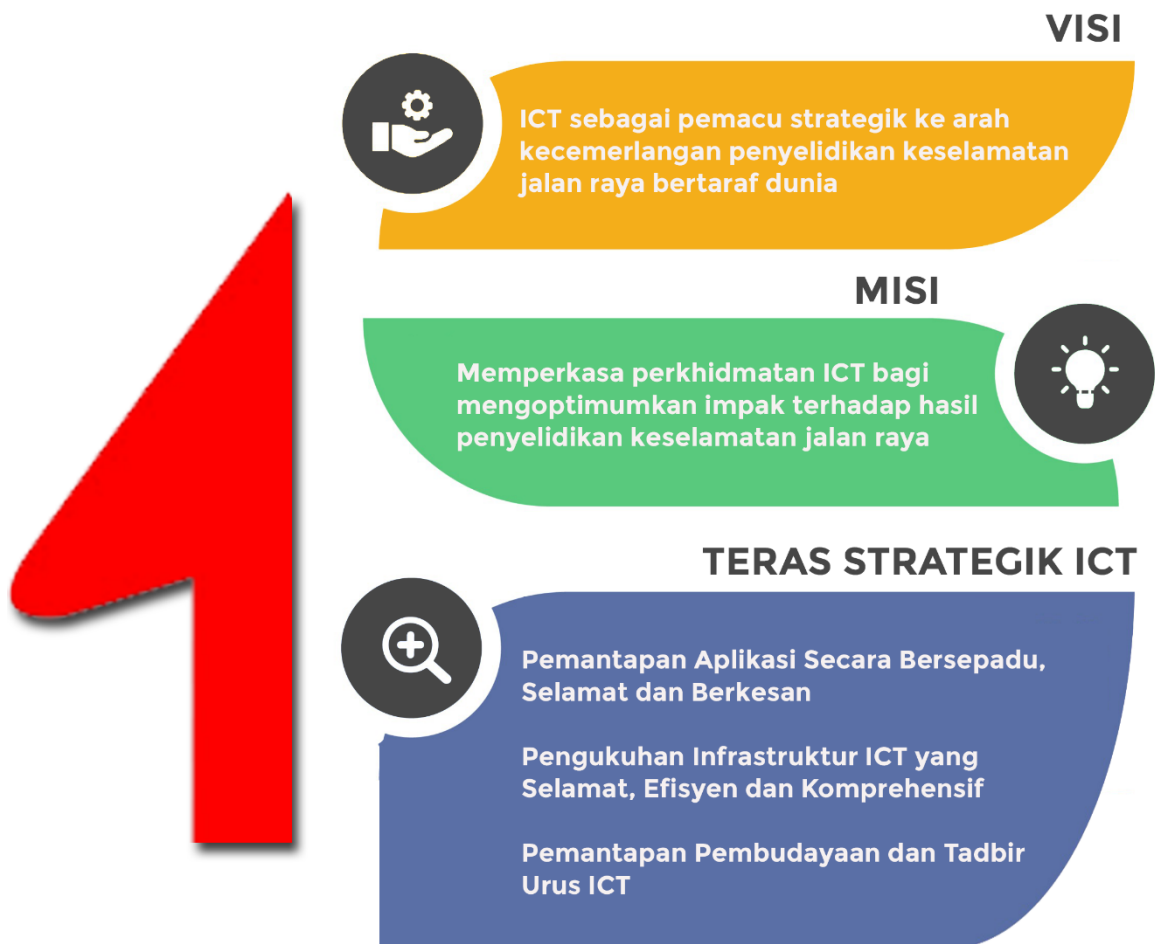 VISI
ICT sebagai pemacu strategik ke arah
kecemerlangan penyelidikan keselamatan
jalan raya bertaraf dunia
MISI
Memperkasa perkhidmatan ICT bagi
mengoptimumkan impak terhadap hasil
penyelidikan keselamatan jalan raya
TERAS STRATEGIK ICT
Pemantapan Aplikasi Secara Bersepadu,
Selamat dan Berkesan
Pengukuhan Infrastruktur ICT yang
Selamat, Efisyen dan Komprehensif
Pemantapan Pembudayaan dan Tadbir
Urus ICT